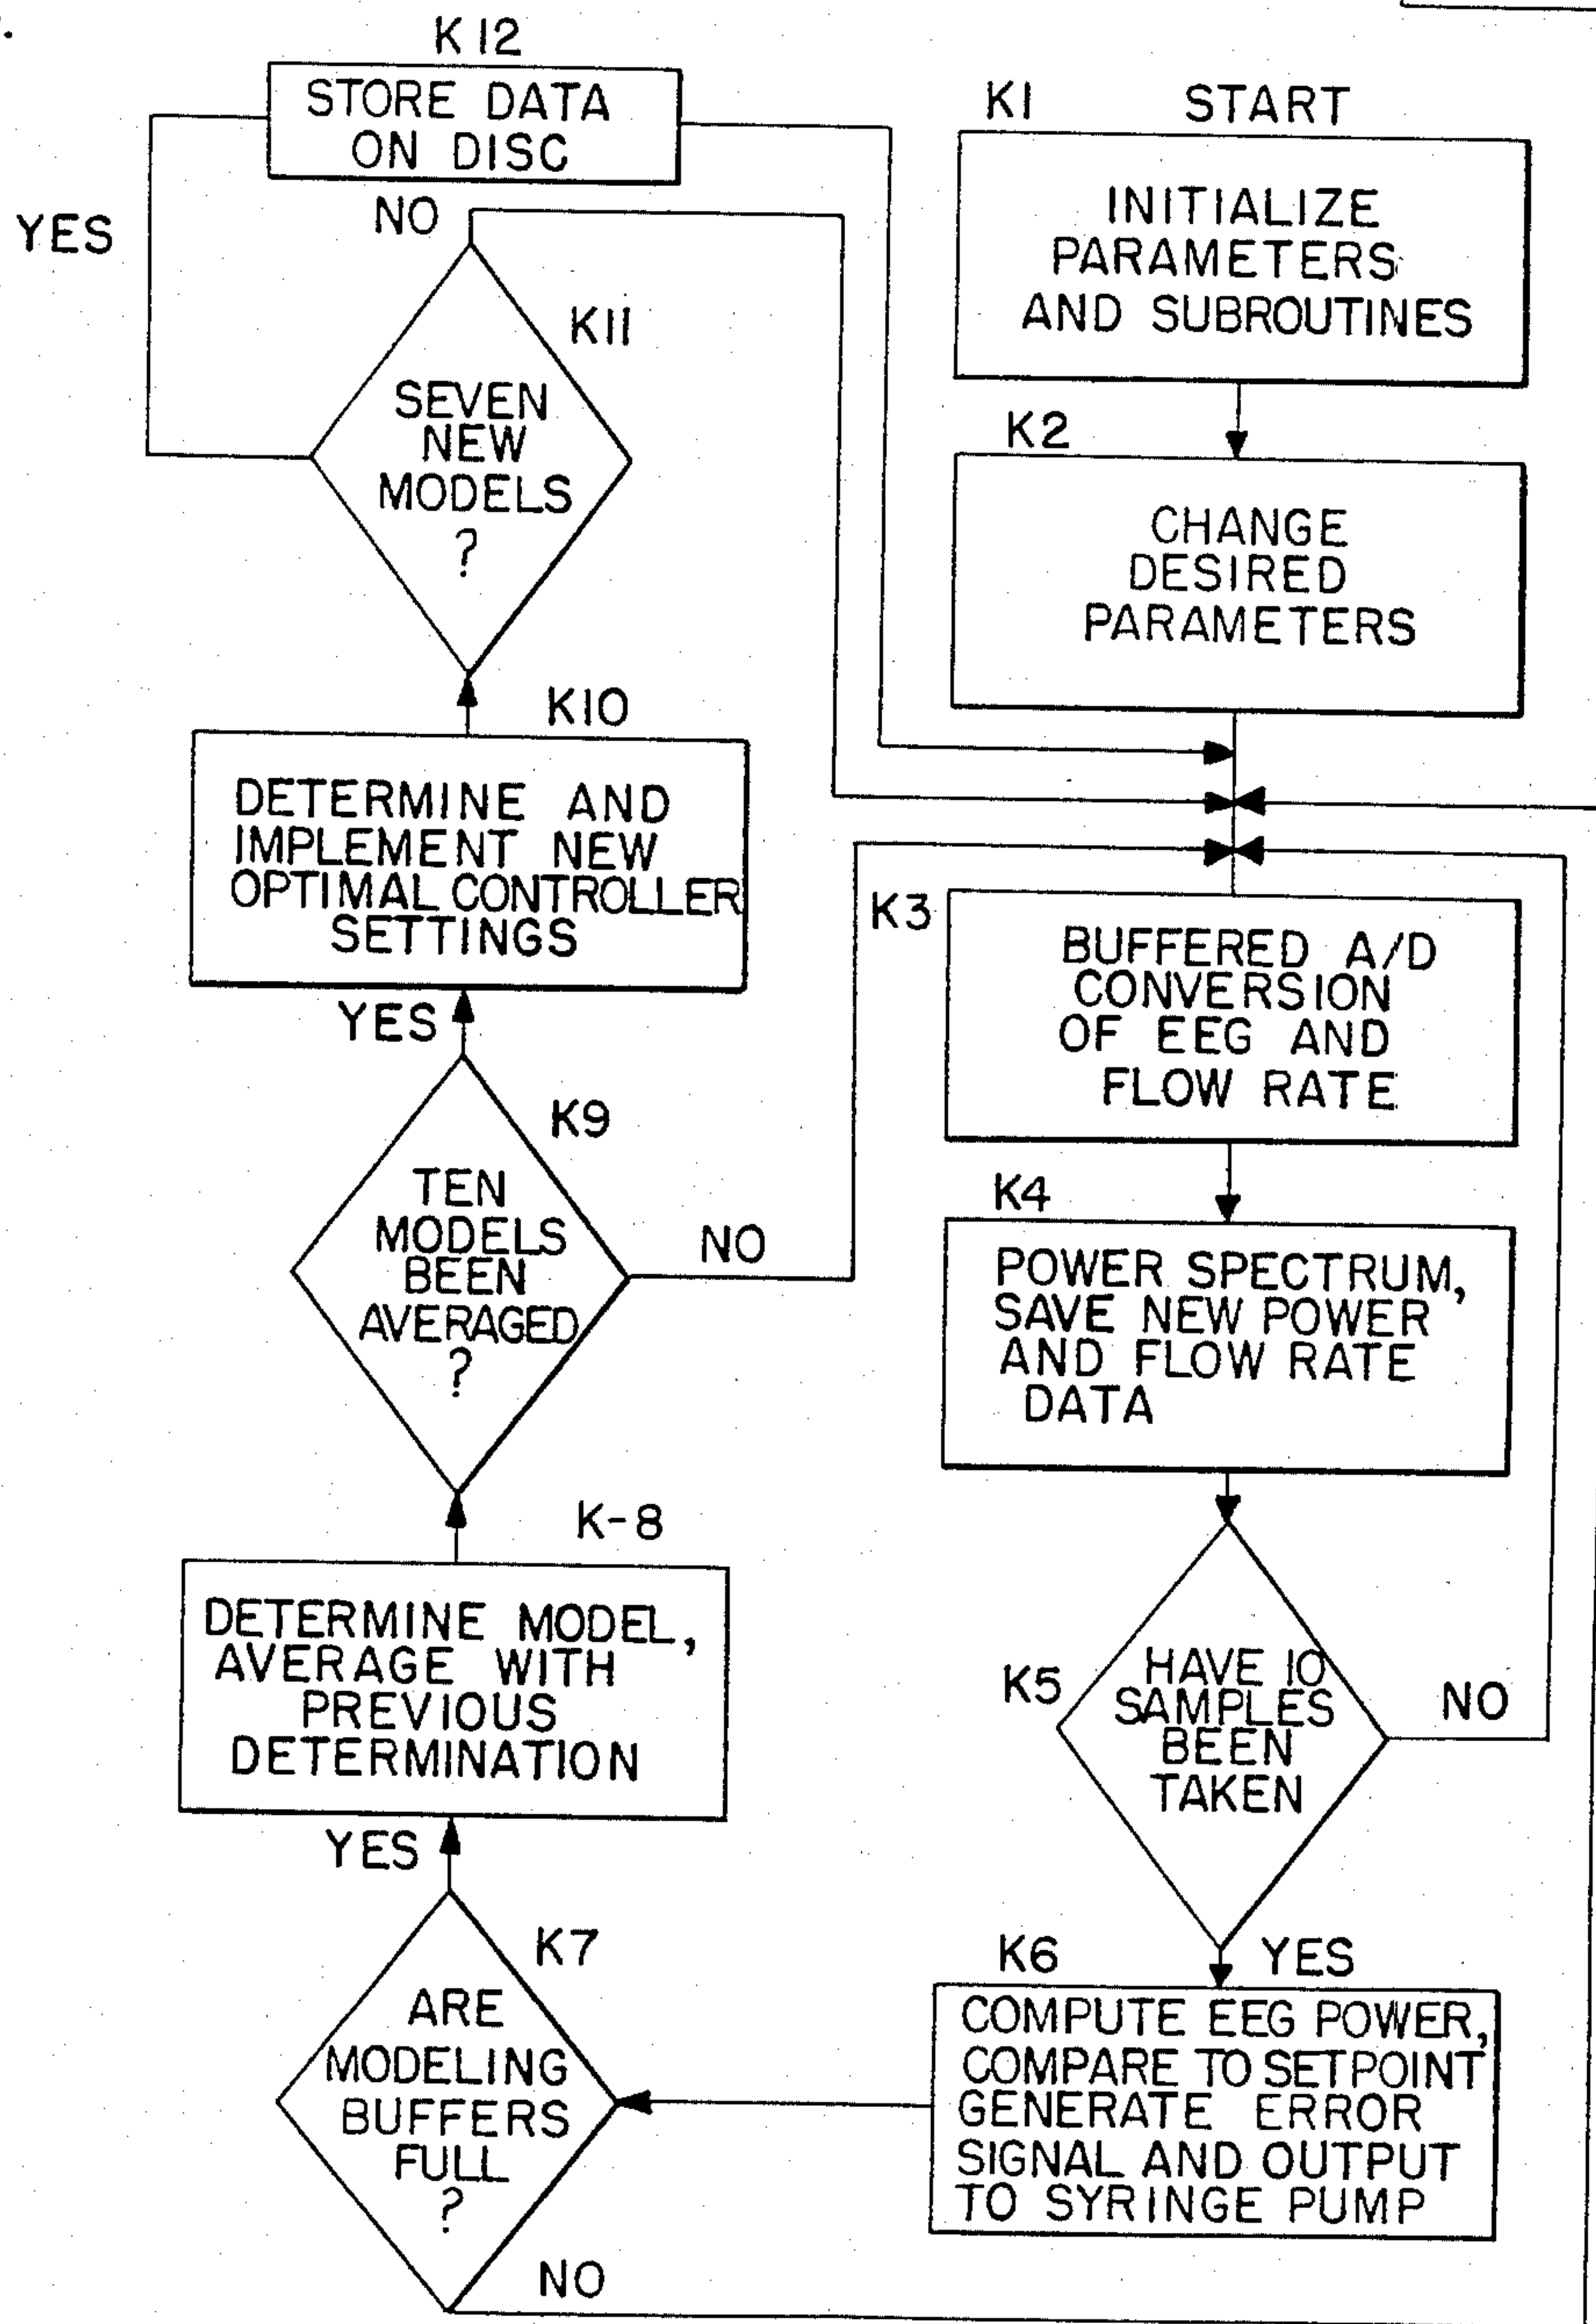 K1 START
INITIALIZE
PARAMETERS
AND SUBROUTINES
K2
CHANGE
DESIRED
PARAMETERS
K3
BUFFERED A/D
CONVERSION
OF EEG AND
FLOW RATE
K4
POWER SPECTRUM,
SAVE NEW POWER
AND FLOW RATE
DATA
K5
HAVE 10
SAMPLES
BEEN
TAKEN
NO
YES
K6
COMPUTE EEG POWER,
COMPARE TO SETPOINT
GENERATE ERROR
SIGNAL AND OUTPUT
TO SYRINGE PUMP
K7
ARE
MODELING
BUFFERS
FULL
?
NO
YES
K-8
DETERMINE MODEL,
AVERAGE WITH
PREVIOUS
DETERMINATION
K9
TEN
MODELS
BEEN
AVERAGED
?
NO
YES
K10
DETERMINE AND
IMPLEMENT NEW
OPTIMAL CONTROLLER
SETTINGS
K11
SEVEN
NEW
MODELS
?
NO
YES
K12
STORE DATA
ON DISC